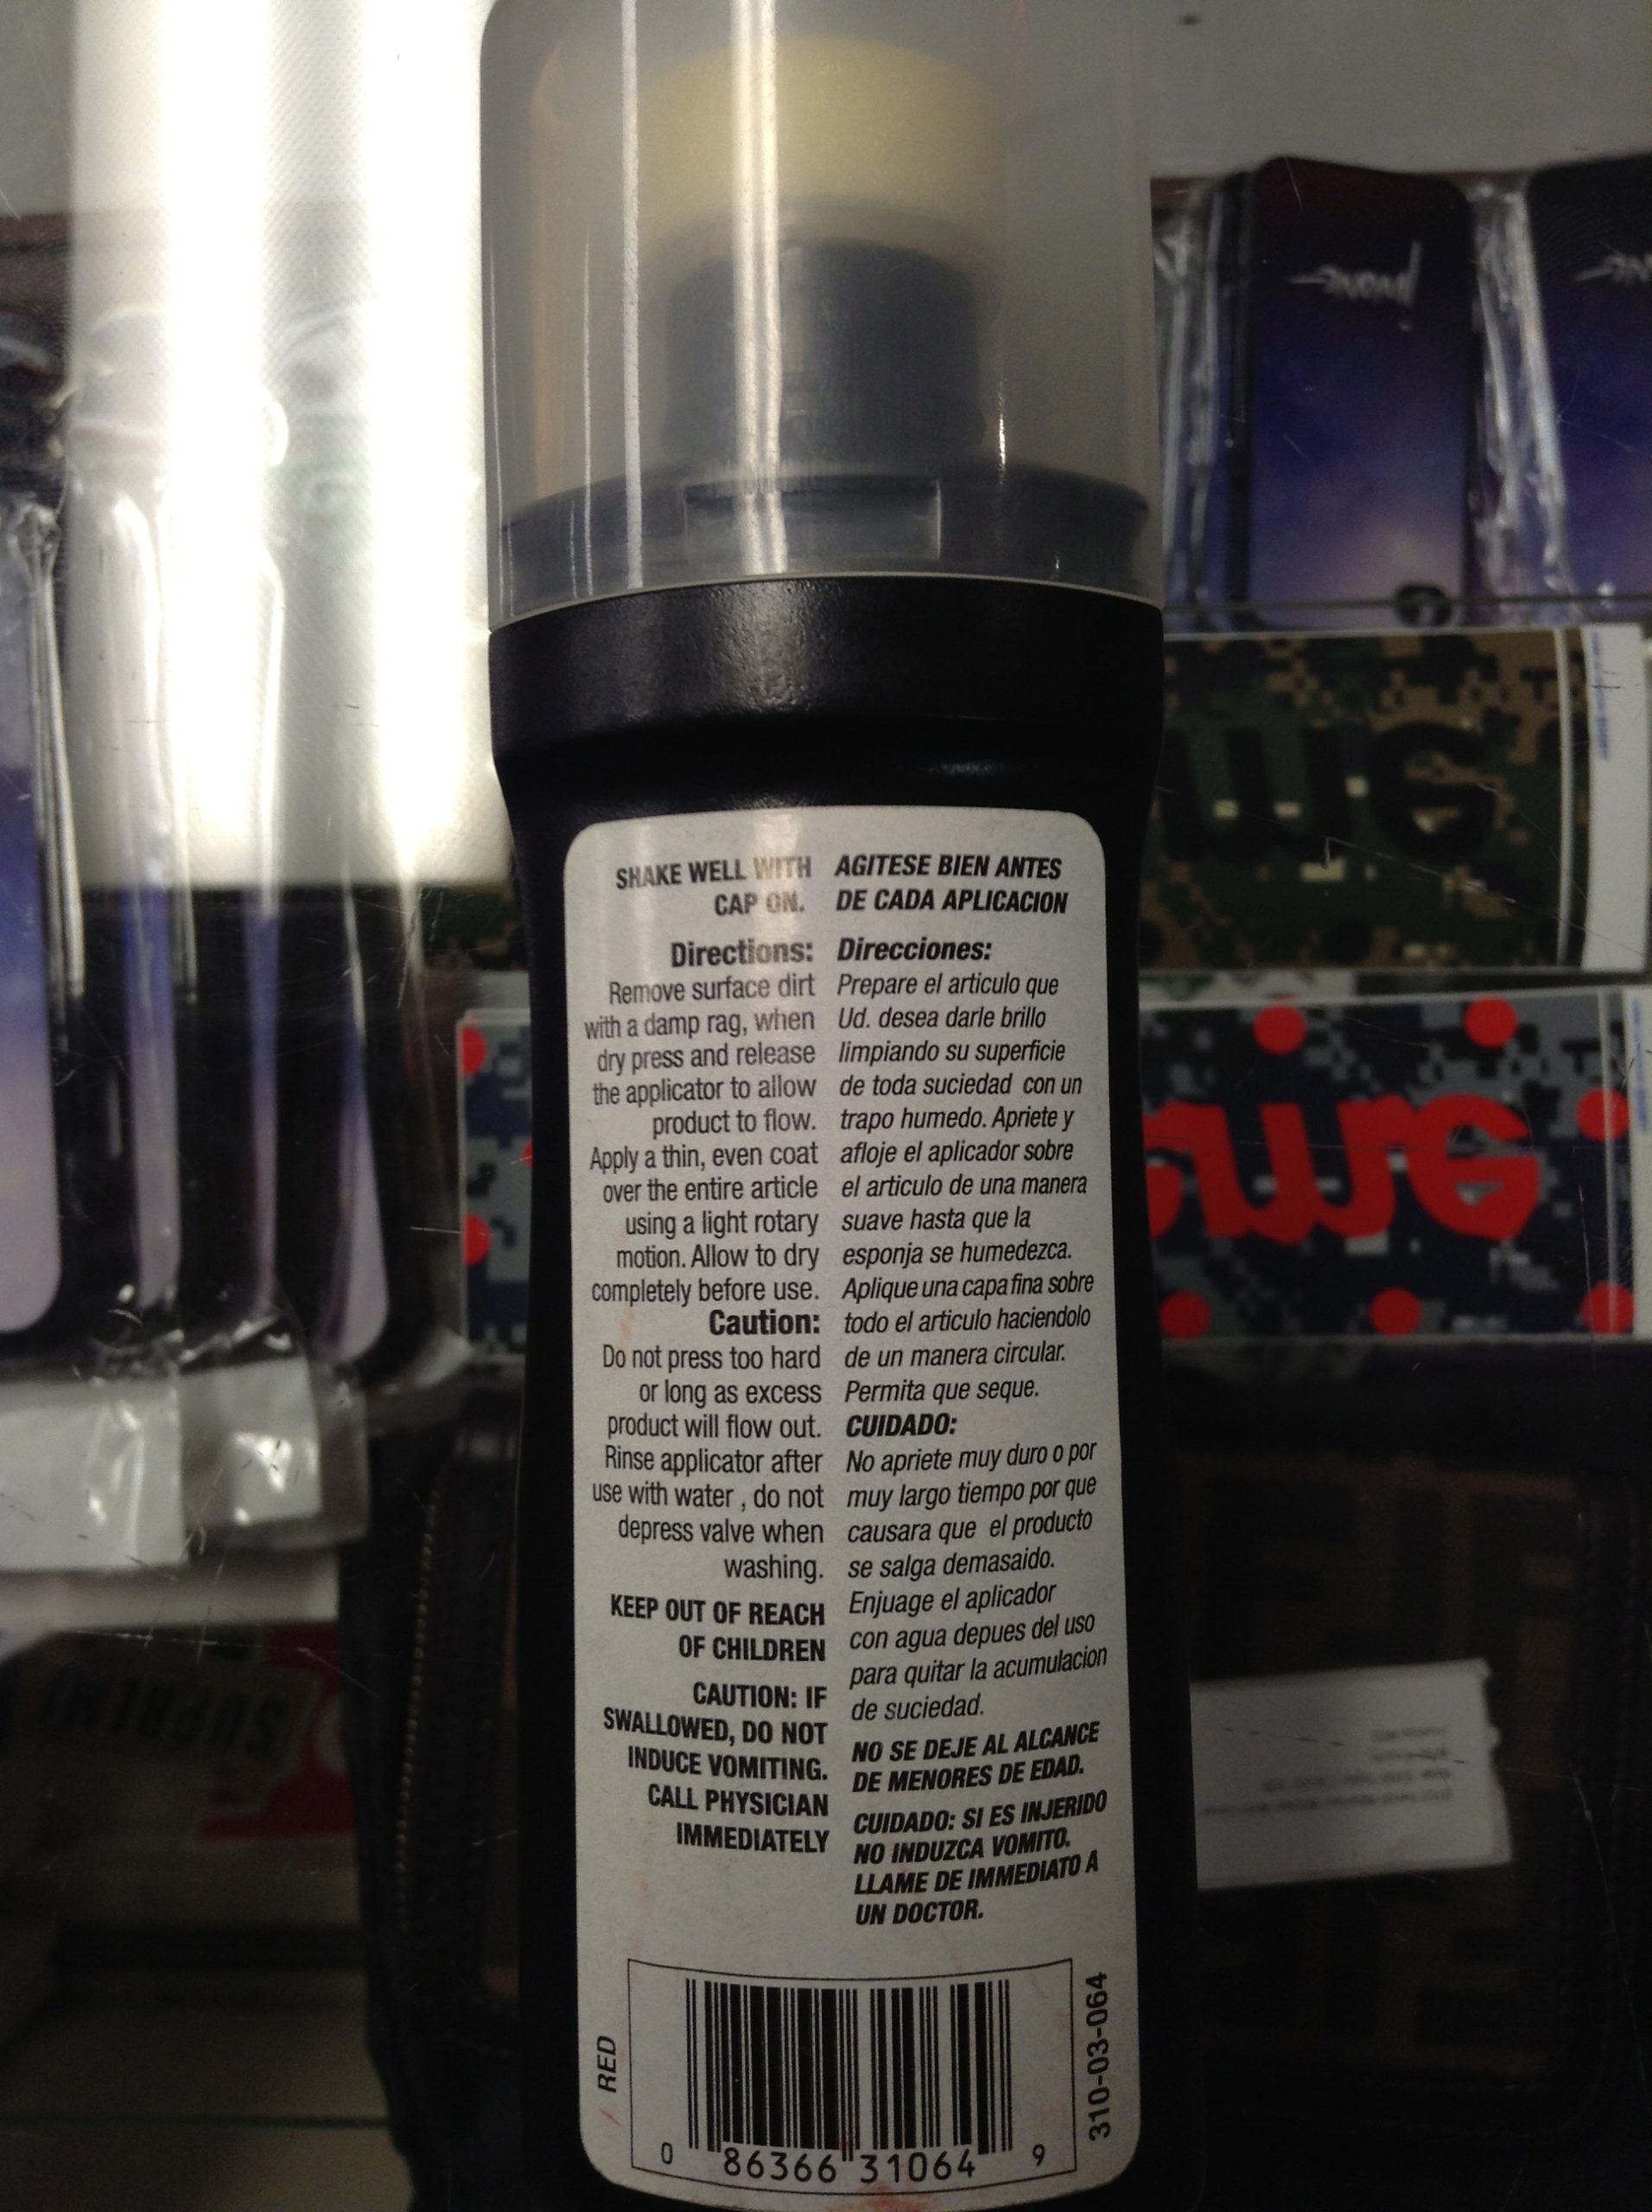 SHAKE WELL WITH
CAP ON.
Directions:
Remove surface dirt
with a damp rag, when
dry press and release
the applicator to allow
product to flow.
Apply a thin, even coat
over the entire article
using a light rotary
motion. Allow to dry
completely before use.
Caution:
Do not press too hard
or long as excess
product will flow out.
Rinse applicator after
use with water , do not
depress valve when
washing.
KEEP OUT OF REACH
OF CHILDREN
CAUTION: IF
SWALLOWED, DO NOT
INDUCE VOMITING.
CALL PHYSICIAN
IMMEDIATELY
AGITESE BIEN ANTES
DE CADA APLICACION
Direcciones:
Prepare el articulo que
Ud. desea darle brillo
limpiando su superficie
de toda suciedad con un
trapo humedo. Apriete y
afloje el aplicador sobre
el articulo de una manera
suave hasta que la
esponja se humedezca.
Aplique una capa fina sobre
todo el articulo haciendolo
de un manera circular.
Permita que seque.
CUIDADO:
No apriete muy duro o por
muy largo tiempo por que
causara que el producto
se salga demasaido.
Enjuage el aplicador
con agua depues del uso
para quitar la acumulacion
de suciedad.
NO SE DEJE AL ALCANCE
DE MENORES DE EDAD.
CUIDADO: SI ES INJERIDO
NO INDUZCA VOMITO.
LLAME DE IMMEDIATO A
UN DOCTOR.
RED
310-03-064
0 86366 31064 9